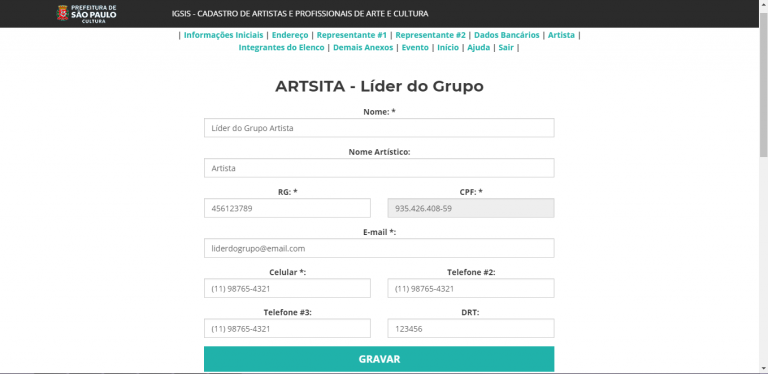 PREFEITURA DE
SÃO PAULO
CULTURA
IGSIS - CADASTRO DE ARTISTAS E PROFISSIONAIS DE ARTE E CULTURA
| Informações Iniciais | Endereço | Representante #1 | Representante #2 | Dados Bancários | Artista |
Integrantes do Elenco | Demais Anexos | Evento | Início | Ajuda | Sair |
ARTSITA - Líder do Grupo
Nome: *
Líder do Grupo Artista
Nome Artístico:
Artista
RG: * CPF: *
456123789 935.426.408-59
E-mail *:
liderdogrupo@email.com
Celular *: Telefone #2:
(11) 98765-4321 (11) 98765-4321
Telefone #3: DRT:
(11) 98765-4321 123456
GRAVAR